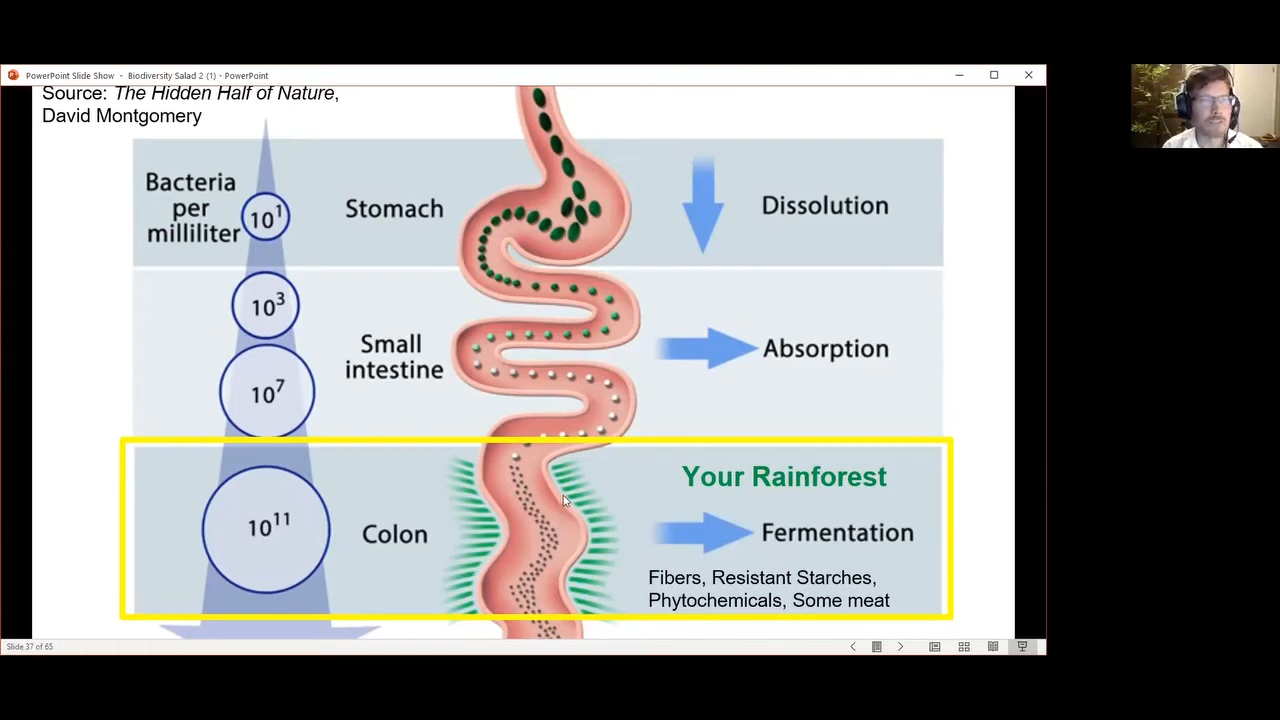 PowerPoint Slide Show - Biodiversity Salad 2 (1) - PowerPoint
Source: The Hidden Half of Nature,
David Montgomery
Bacteria
per
milliliter
10¹
Stomach
Dissolution
10³
10⁷
Small
intestine
Absorption
Your Rainforest
10¹¹
Colon
Fermentation
Fibers, Resistant Starches,
Phytochemicals, Some meat
Slide 37 of 65